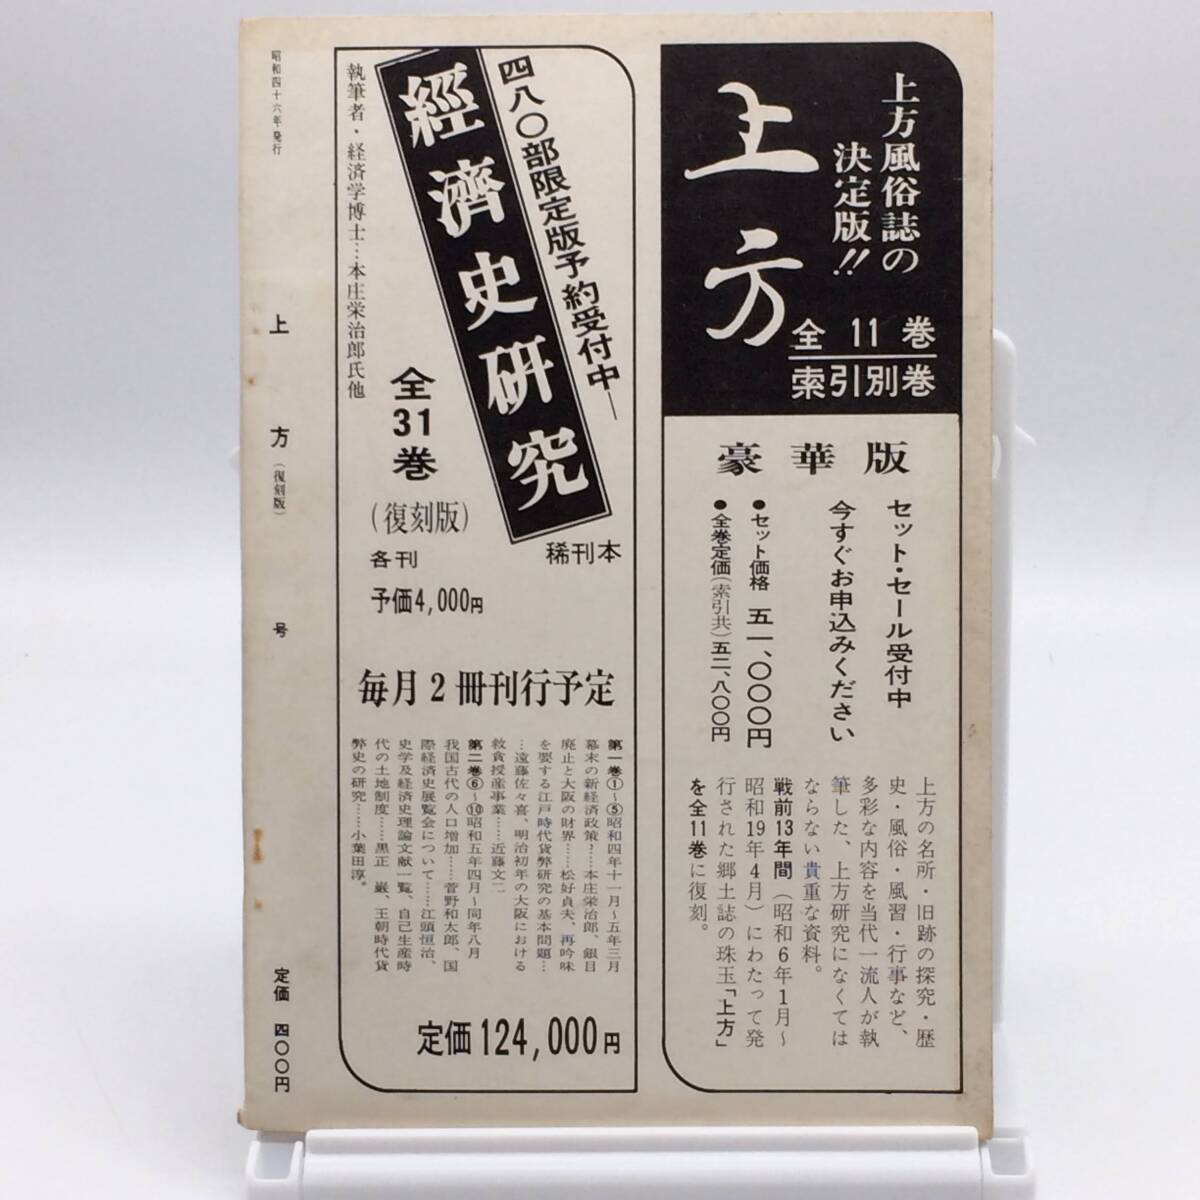 上方風俗誌の
決定版!!
上方
全11巻
索引別巻
豪華版
セット・セール受付中
今すぐお申込みください
●セット価格 五一、〇〇〇円
●全巻定価(索引共)五二、八〇〇円
上方の名所・旧跡の探究・歴
史・風俗・風習・行事など、
多彩な内容を当代一流人が執
筆した、上方研究になくては
ならない貴重な資料。
戦前13年間(昭和6年1月〜
昭和19年4月)にわたって発
行された郷土誌の珠玉「上方」
を全11巻に復刻。
四八〇部限定版予約受付中―
經濟史研究
稀刊本
執筆者・経済学博士…本庄栄治郎氏他
全31巻
(復刻版)
各刊
予価4,000円
毎月2冊刊行予定
第一巻①〜⑤昭和四年十一月〜五年三月
幕末の新経済政策?……本庄栄治郎、銀目
廃止と大阪の財界……松好貞夫、再吟味
を要する江戸時代貨弊研究の基本問題…
…遠藤佐々喜、明治初年の大阪における
救貧授産事業……近藤文二
第二巻⑥〜⑩昭和五年四月〜同年八月
我国古代の人口増加……菅野和太郎、国
際経済史展覧会について……江頭恒治、
史学及経済史理論文献一覧、自己生産時
代の土地制度……黒正 巌、王朝時代貨
弊史の研究……小葉田淳。
定価124,000円
昭和四十六年発行
上方(復刻版)号
定価 四〇〇円